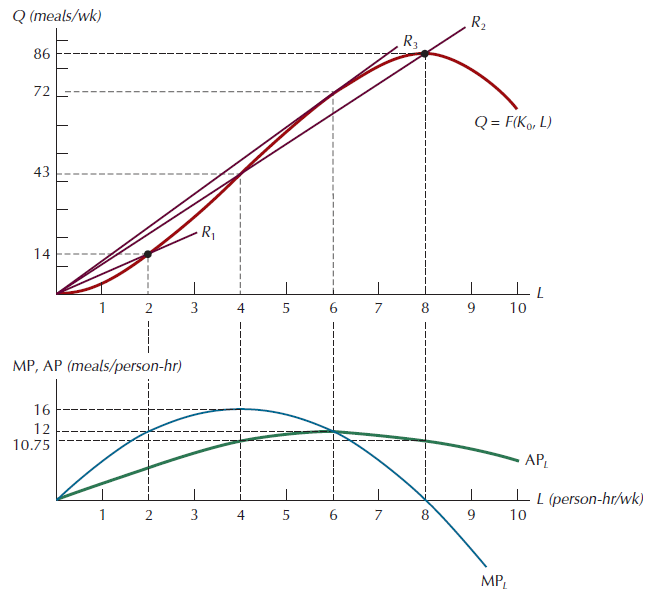 Q (meals/wk)
R₂
R₃
86
72
Q = F(K₀, L)
43
R₁
14
L
1 2 3 4 5 6 7 8 9 10
MP, AP (meals/person-hr)
16
12
10.75
APL
L (person-hr/wk)
1 2 3 4 5 6 7 8 9 10
MPL